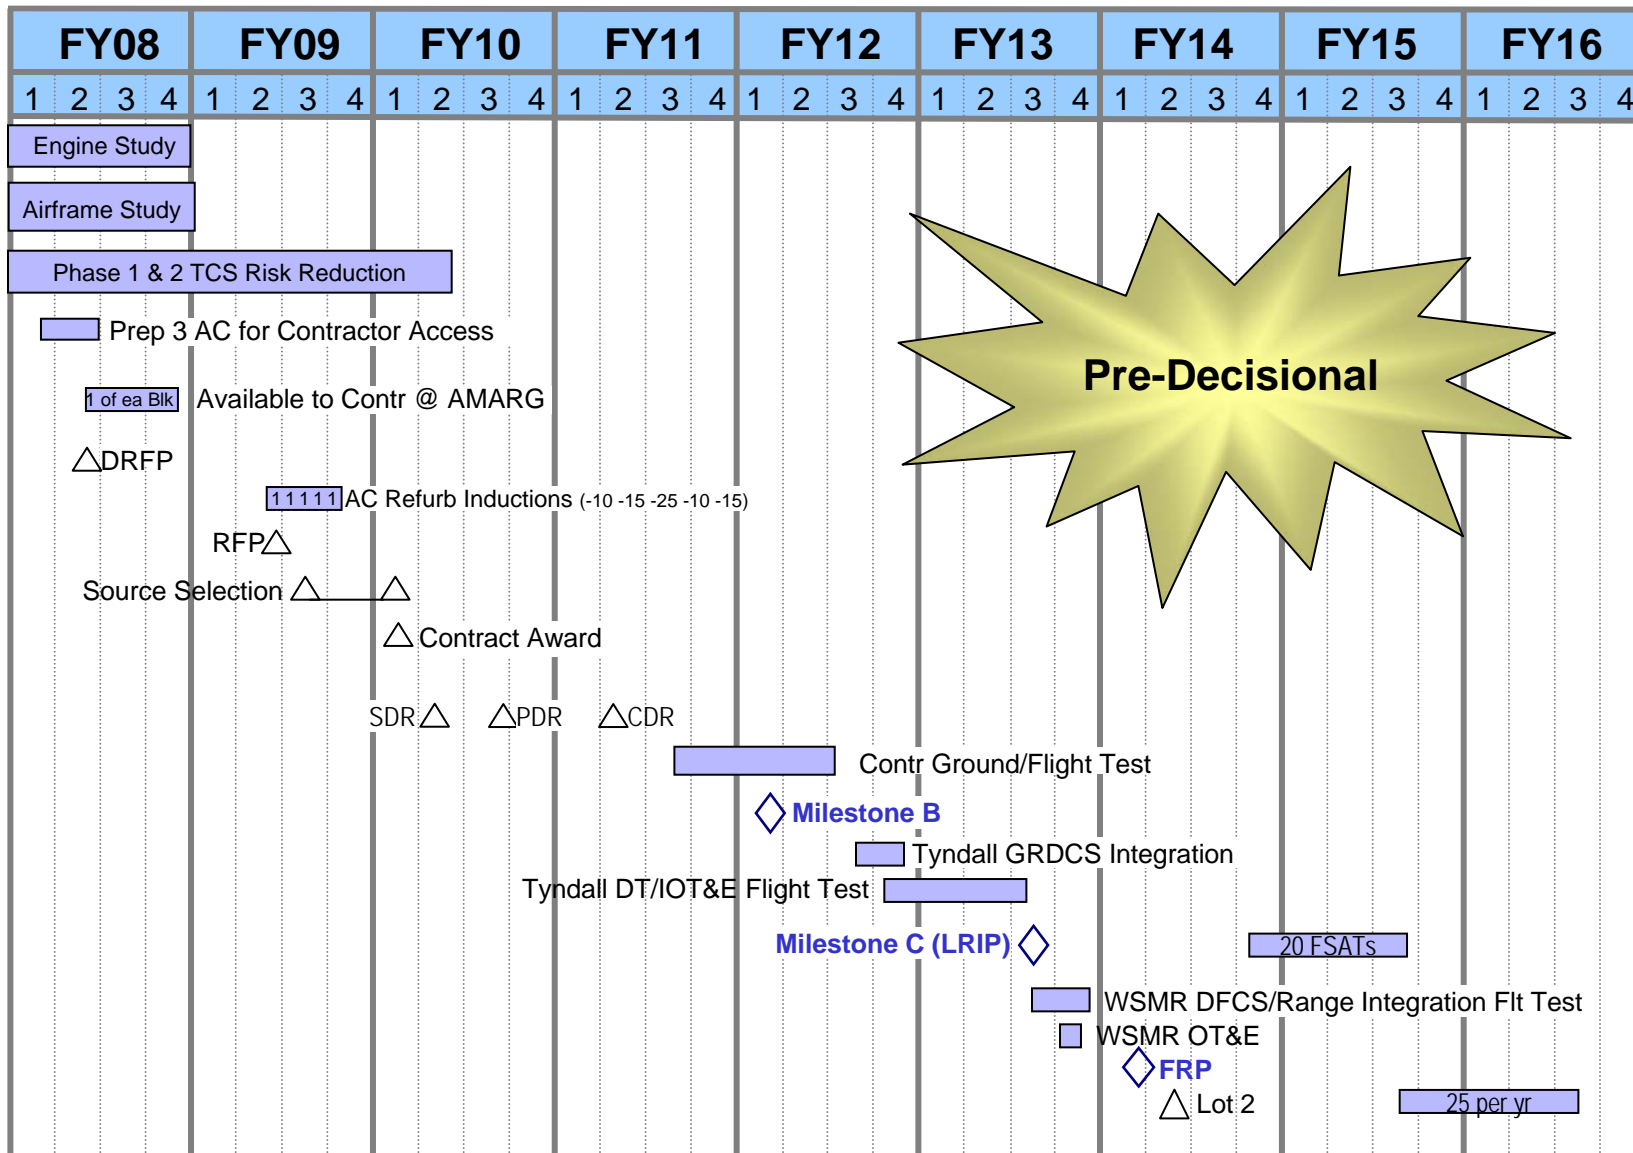 FY08 FY09 FY10 FY11 FY12 FY13 FY14 FY15 FY16
1 2 3 4 1 2 3 4 1 2 3 4 1 2 3 4 1 2 3 4 1 2 3 4 1 2 3 4 1 2 3 4 1 2 3 4
Engine Study
Airframe Study
Phase 1 & 2 TCS Risk Reduction
Prep 3 AC for Contractor Access
Pre-Decisional
1 of ea Blk Available to Contr @ AMARG
DRFP
1 1 1 1 1 AC Refurb Inductions (-10 -15 -25 -10 -15)
RFP
Source Selection
Contract Award
SDR PDR CDR
Contr Ground/Flight Test
Milestone B
Tyndall GRDCS Integration
Tyndall DT/IOT&E Flight Test
Milestone C (LRIP) 20 FSATs
WSMR DFCS/Range Integration Flt Test
WSMR OT&E
FRP
Lot 2 25 per yr